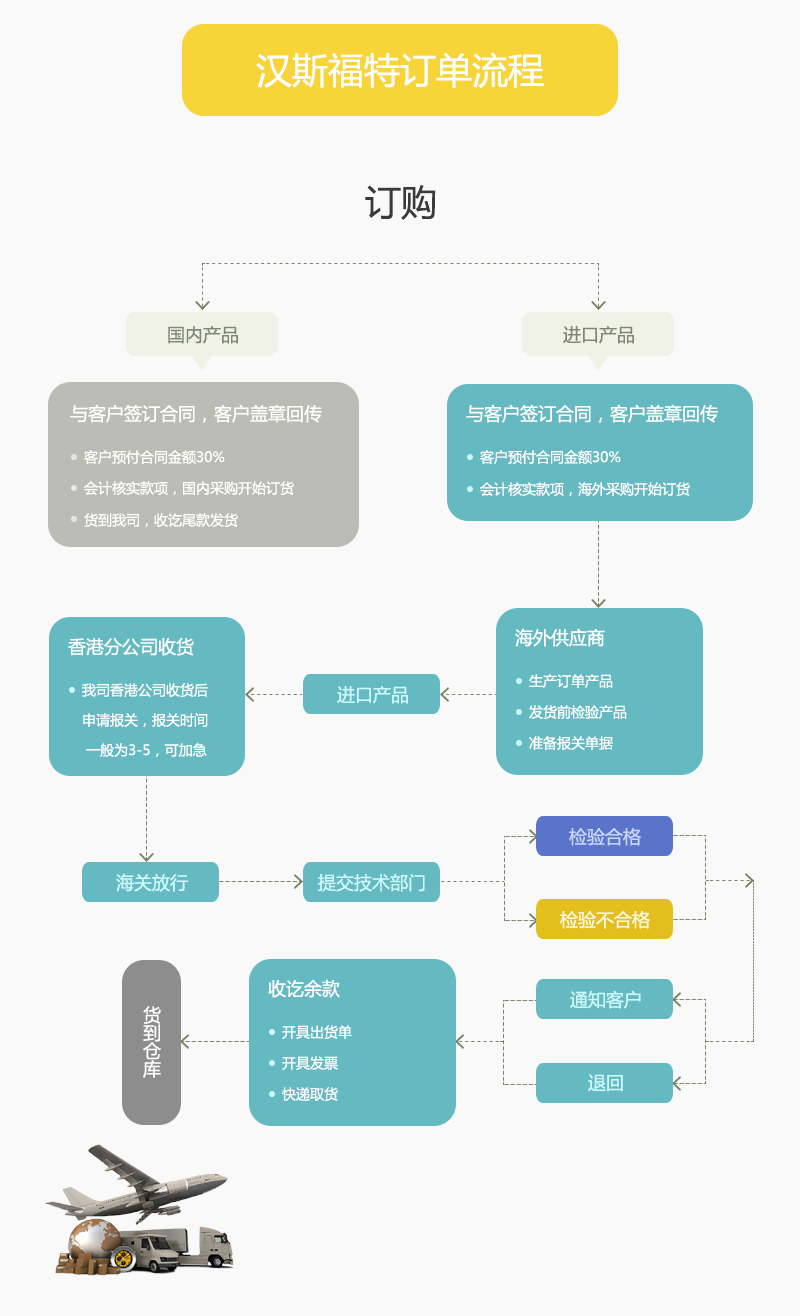 汉斯福特订单流程
订购
国内产品
进口产品
与客户签订合同，客户盖章回传
客户预付合同金额30%
会计核实款项，国内采购开始订货
货到我司，收讫尾款发货
与客户签订合同，客户盖章回传
客户预付合同金额30%
会计核实款项，海外采购开始订货
海外供应商
生产订单产品
发货前检验产品
准备报关单据
进口产品
香港分公司收货
我司香港公司收货后
申请报关，报关时间
一般为3-5，可加急
海关放行
提交技术部门
检验合格
检验不合格
通知客户
退回
收讫余款
开具出货单
开具发票
快递取货
货到仓库